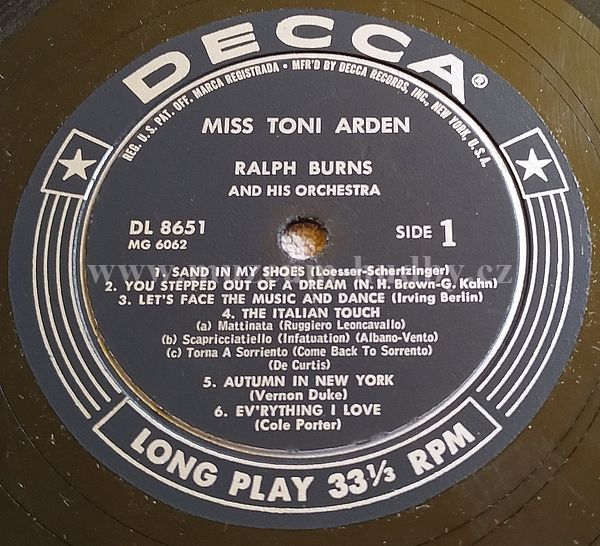 DECCA®
REG. U.S. PAT. OFF. MARCA REGISTRADA • MFR'D BY DECCA RECORDS, INC., NEW YORK, U.S.A.
MISS TONI ARDEN
RALPH BURNS
AND HIS ORCHESTRA
DL 8651
MG 6062
SIDE 1
1. SAND IN MY SHOES (Loesser-Schertzinger)
2. YOU STEPPED OUT OF A DREAM (N. H. Brown-G. Kahn)
3. LET'S FACE THE MUSIC AND DANCE (Irving Berlin)
4. THE ITALIAN TOUCH
(a) Mattinata (Ruggiero Leoncavallo)
(b) Scapricciatiello (Infatuation) (Albano-Vento)
(c) Torna A Sorriento (Come Back To Sorrento)
(De Curtis)
5. AUTUMN IN NEW YORK
(Vernon Duke)
6. EV'RYTHING I LOVE
(Cole Porter)
LONG PLAY 33⅓ RPM